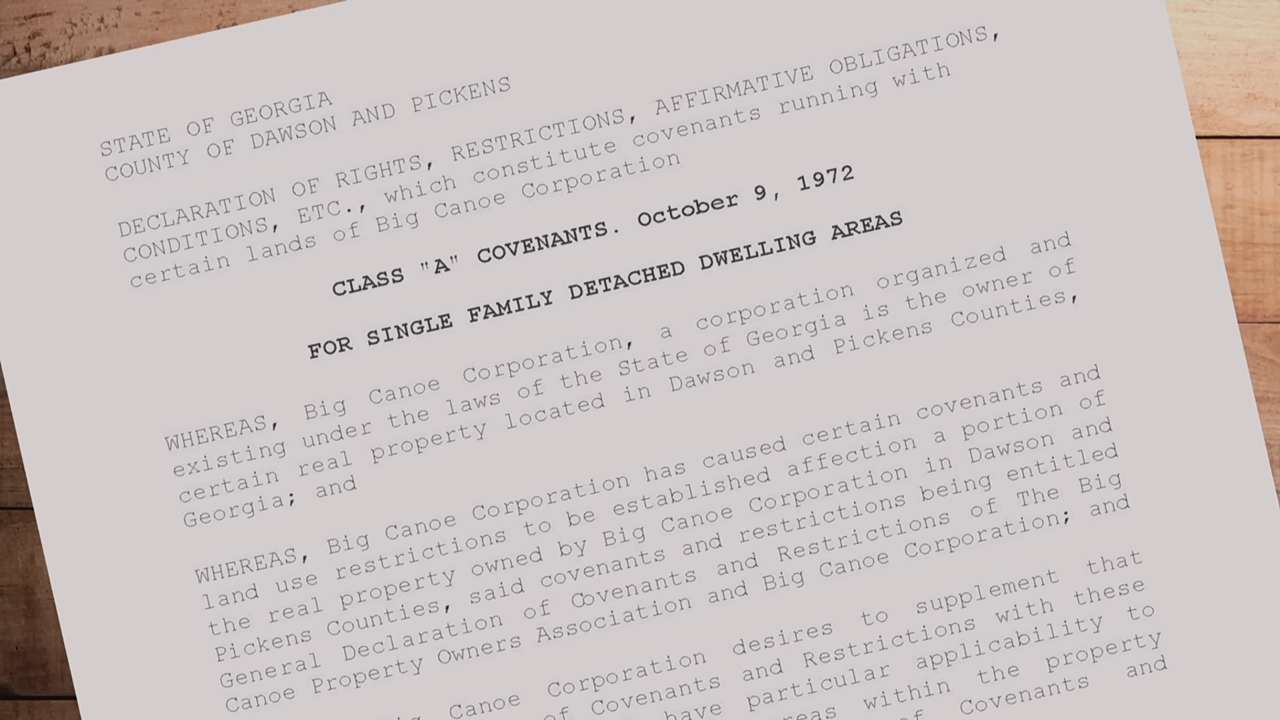 STATE OF GEORGIA
COUNTY OF DAWSON AND PICKENS
DECLARATION OF RIGHTS, RESTRICTIONS, AFFIRMATIVE OBLIGATIONS,
CONDITIONS, ETC., which constitute covenants running with
certain lands of Big Canoe Corporation
CLASS "A" COVENANTS. October 9, 1972
FOR SINGLE FAMILY DETACHED DWELLING AREAS
WHEREAS, Big Canoe Corporation, a corporation organized and
existing under the laws of the State of Georgia is the owner of
certain real property located in Dawson and Pickens Counties,
Georgia; and
WHEREAS, Big Canoe Corporation has caused certain covenants and
land use restrictions to be established affection a portion of
the real property owned by Big Canoe Corporation in Dawson and
Pickens Counties, said covenants and restrictions being entitled
General Declaration of Covenants and Restrictions of The Big
Canoe Property Owners Association and Big Canoe Corporation; and
Canoe Corporation desires to supplement that
of Covenants and Restrictions with these
have particular applicability to
within the property
of Covenants and